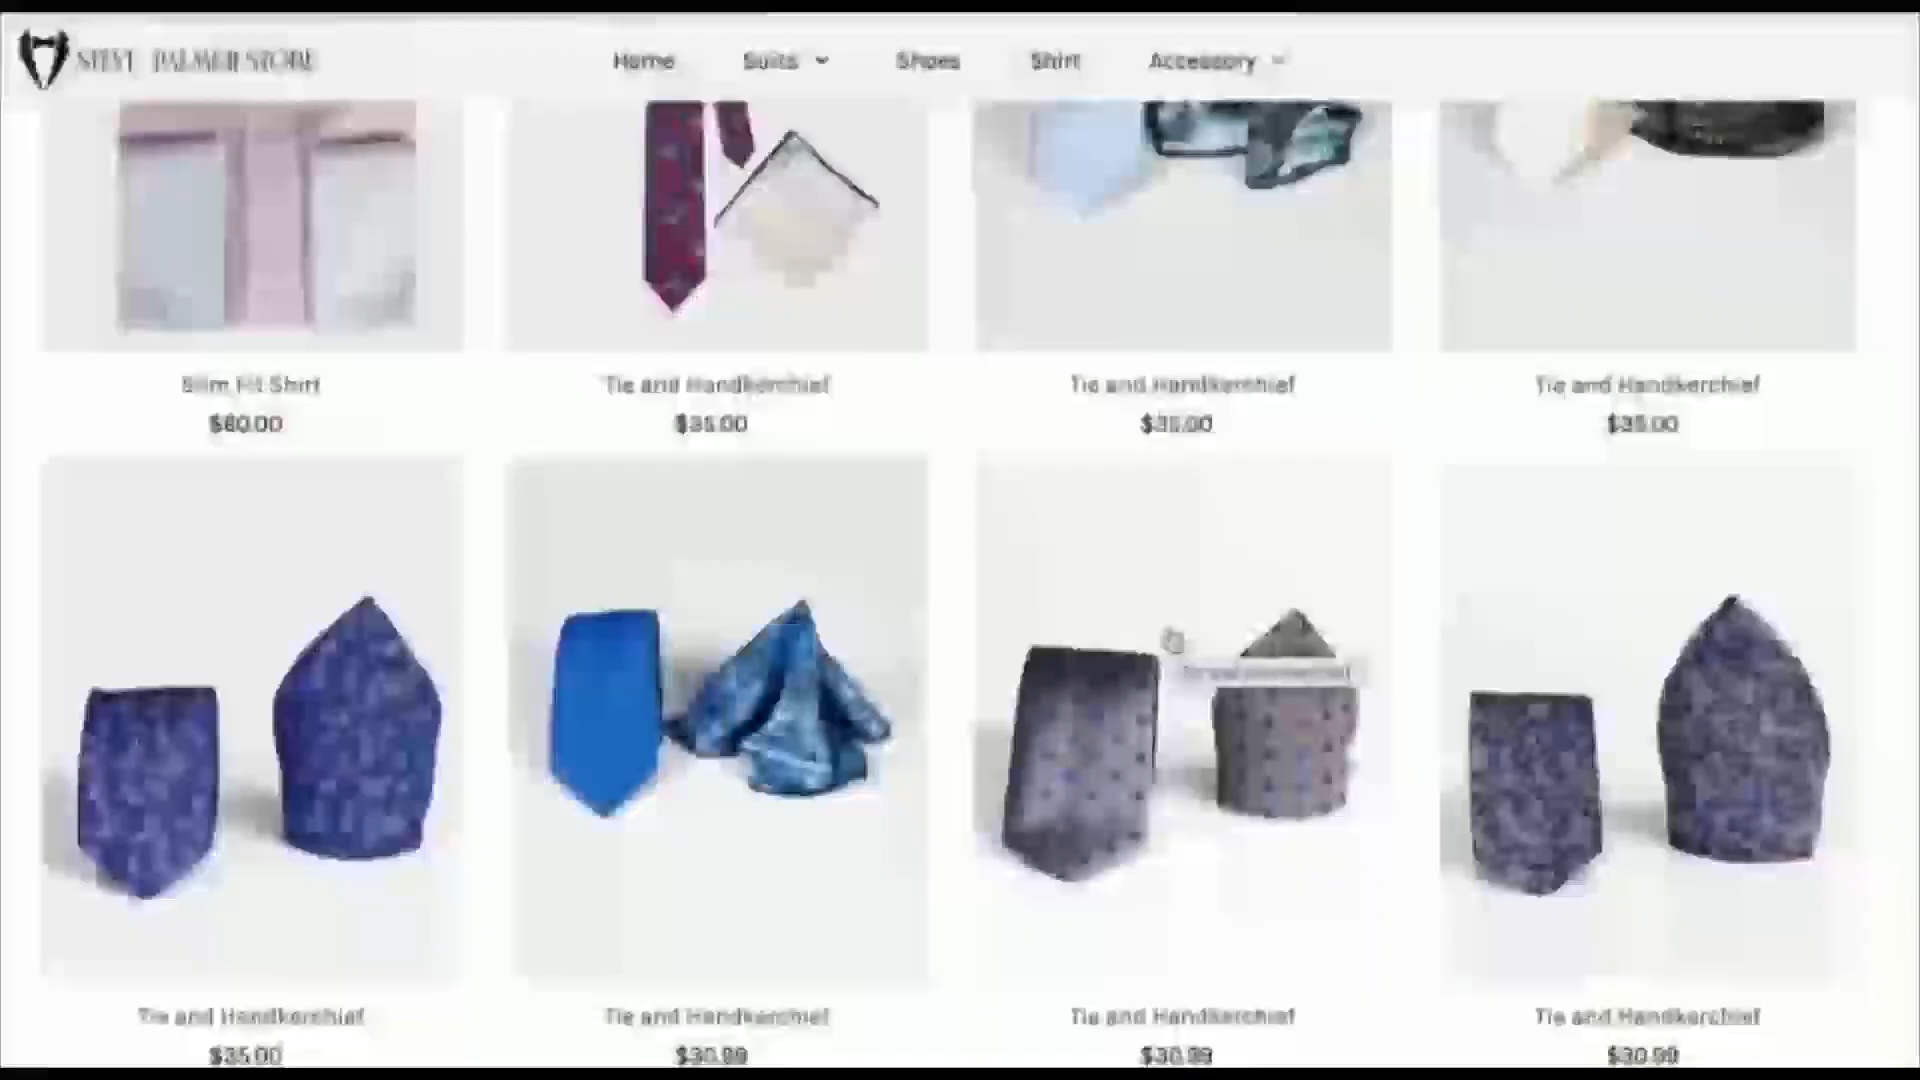 PALMER STORE
Home
Suits
Shoes
Shirt
Accessory
Slim Fit Shirt
$60.00
Tie and Handkerchief
$35.00
Tie and Handkerchief
$35.00
Tie and Handkerchief
$35.00
Tie and Handkerchief
$35.00
Tie and Handkerchief
$30.99
Tie and Handkerchief
$30.99
Tie and Handkerchief
$30.99